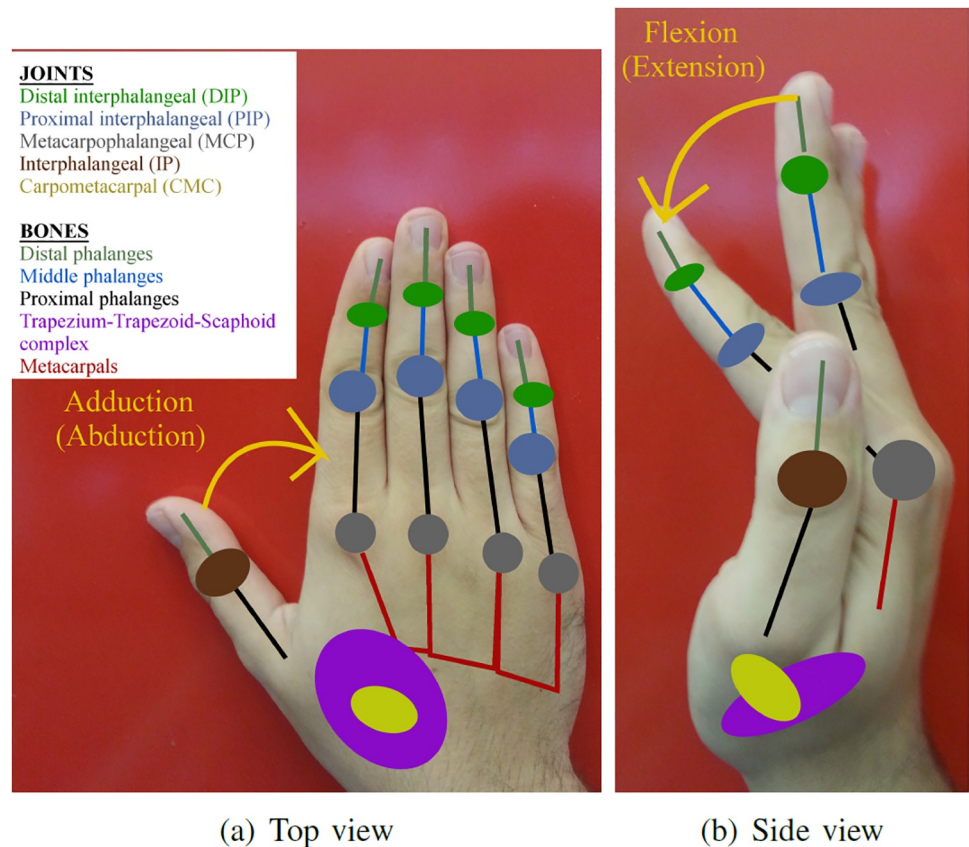 JOINTS
Distal interphalangeal (DIP)
Proximal interphalangeal (PIP)
Metacarpophalangeal (MCP)
Interphalangeal (IP)
Carpometacarpal (CMC)
BONES
Distal phalanges
Middle phalanges
Proximal phalanges
Trapezium-Trapezoid-Scaphoid
complex
Metacarpals
Adduction
(Abduction)
Flexion
(Extension)
(a) Top view
(b) Side view